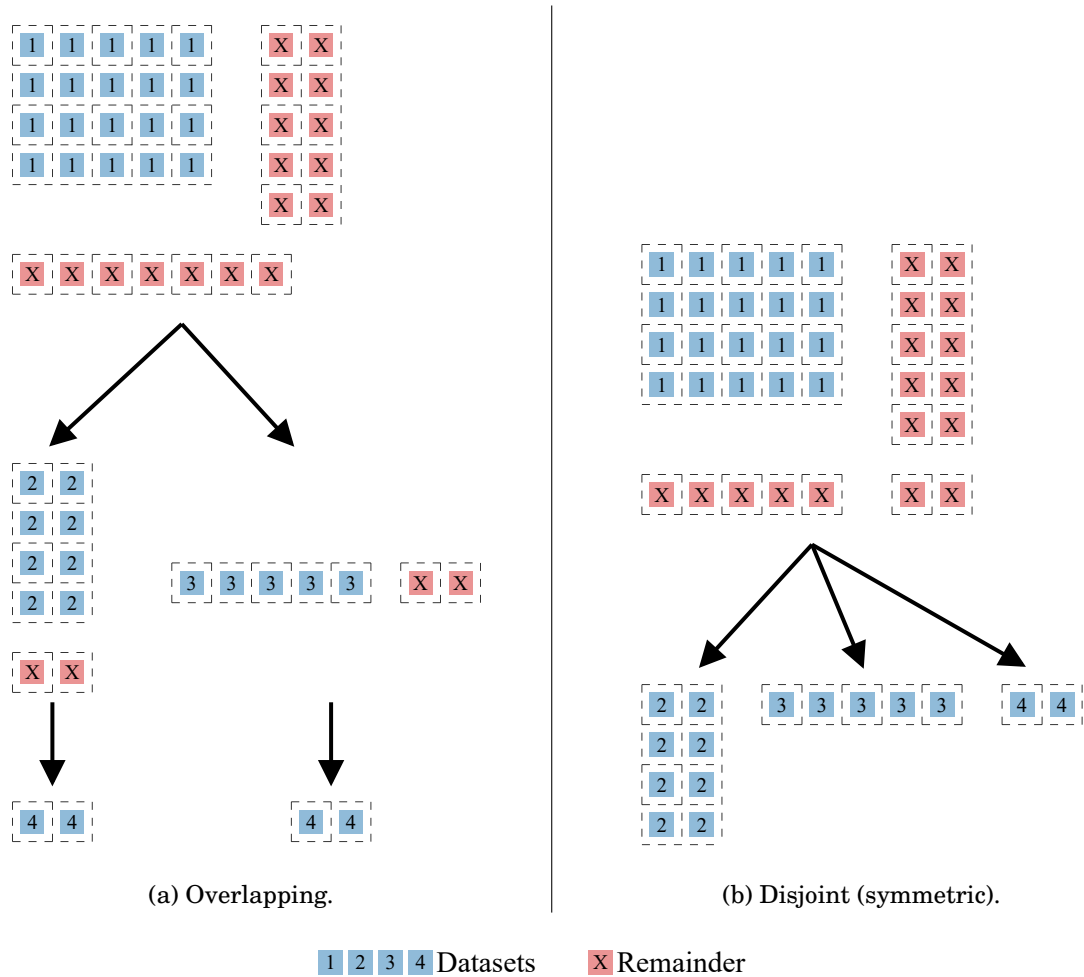 1 1 1 1 1 X X
1 1 1 1 1 X X
1 1 1 1 1 X X
1 1 1 1 1 X X
X X
X X X X X X X
2 2
2 2
2 2
2 2
3 3 3 3 3 X X
X X
4 4
4 4
(a) Overlapping.
1 1 1 1 1 X X
1 1 1 1 1 X X
1 1 1 1 1 X X
1 1 1 1 1 X X
X X
X X X X X X X
2 2 3 3 3 3 3 4 4
2 2
2 2
2 2
(b) Disjoint (symmetric).
1 2 3 4 Datasets X Remainder